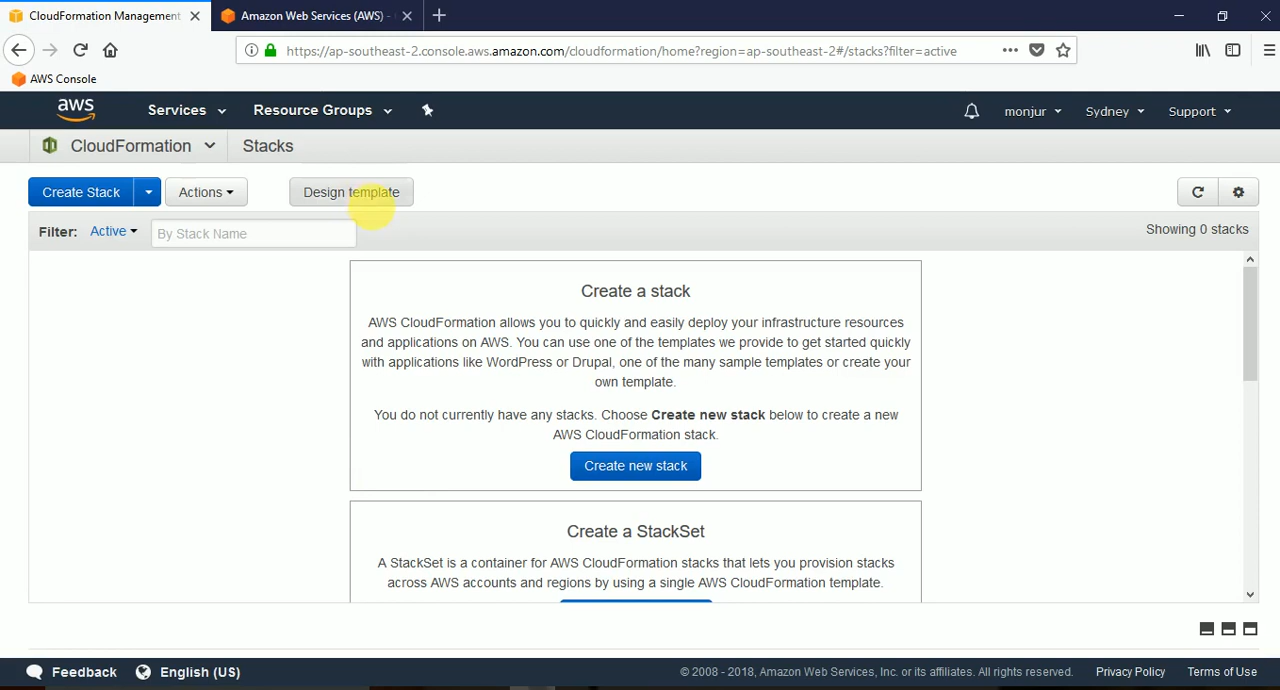 CloudFormation Management
Amazon Web Services (AWS) -
https://ap-southeast-2.console.aws.amazon.com/cloudformation/home?region=ap-southeast-2#/stacks?filter=active
AWS Console
aws
Services
Resource Groups
monjur
Sydney
Support
CloudFormation
Stacks
Create Stack
Actions
Design template
Filter: Active
By Stack Name
Showing 0 stacks
Create a stack
AWS CloudFormation allows you to quickly and easily deploy your infrastructure resources
and applications on AWS. You can use one of the templates we provide to get started quickly
with applications like WordPress or Drupal, one of the many sample templates or create your
own template.
You do not currently have any stacks. Choose Create new stack below to create a new
AWS CloudFormation stack.
Create new stack
Create a StackSet
A StackSet is a container for AWS CloudFormation stacks that lets you provision stacks
across AWS accounts and regions by using a single AWS CloudFormation template.
Feedback
English (US)
© 2008 - 2018, Amazon Web Services, Inc. or its affiliates. All rights reserved.
Privacy Policy
Terms of Use